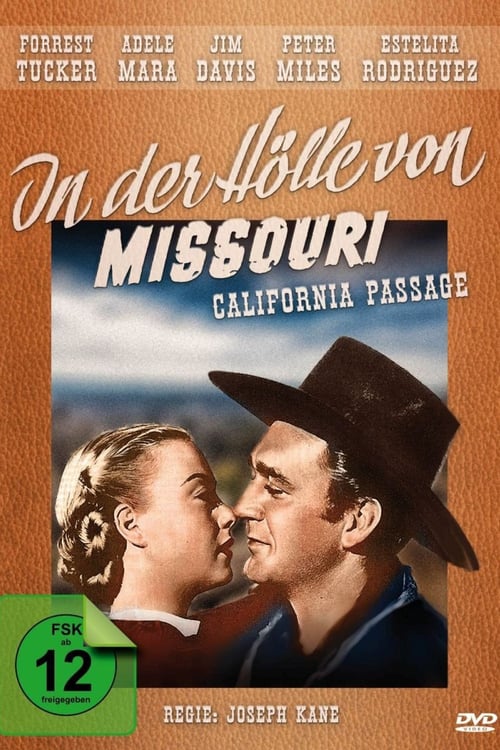 FORREST ADELE JIM PETER ESTELITA
TUCKER MARA DAVIS MILES RODRIGUEZ
In der Hölle von
MISSOURI
CALIFORNIA PASSAGE
FSK
ab
12
freigegeben
REGIE: JOSEPH KANE
DVD
VIDEO